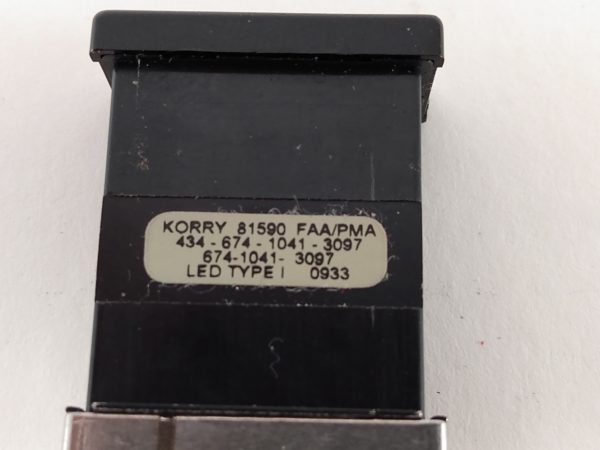 KORRY 81590 FAA/PMA
434-674-1041-3097
674-1041- 3097
LED TYPE I 0933